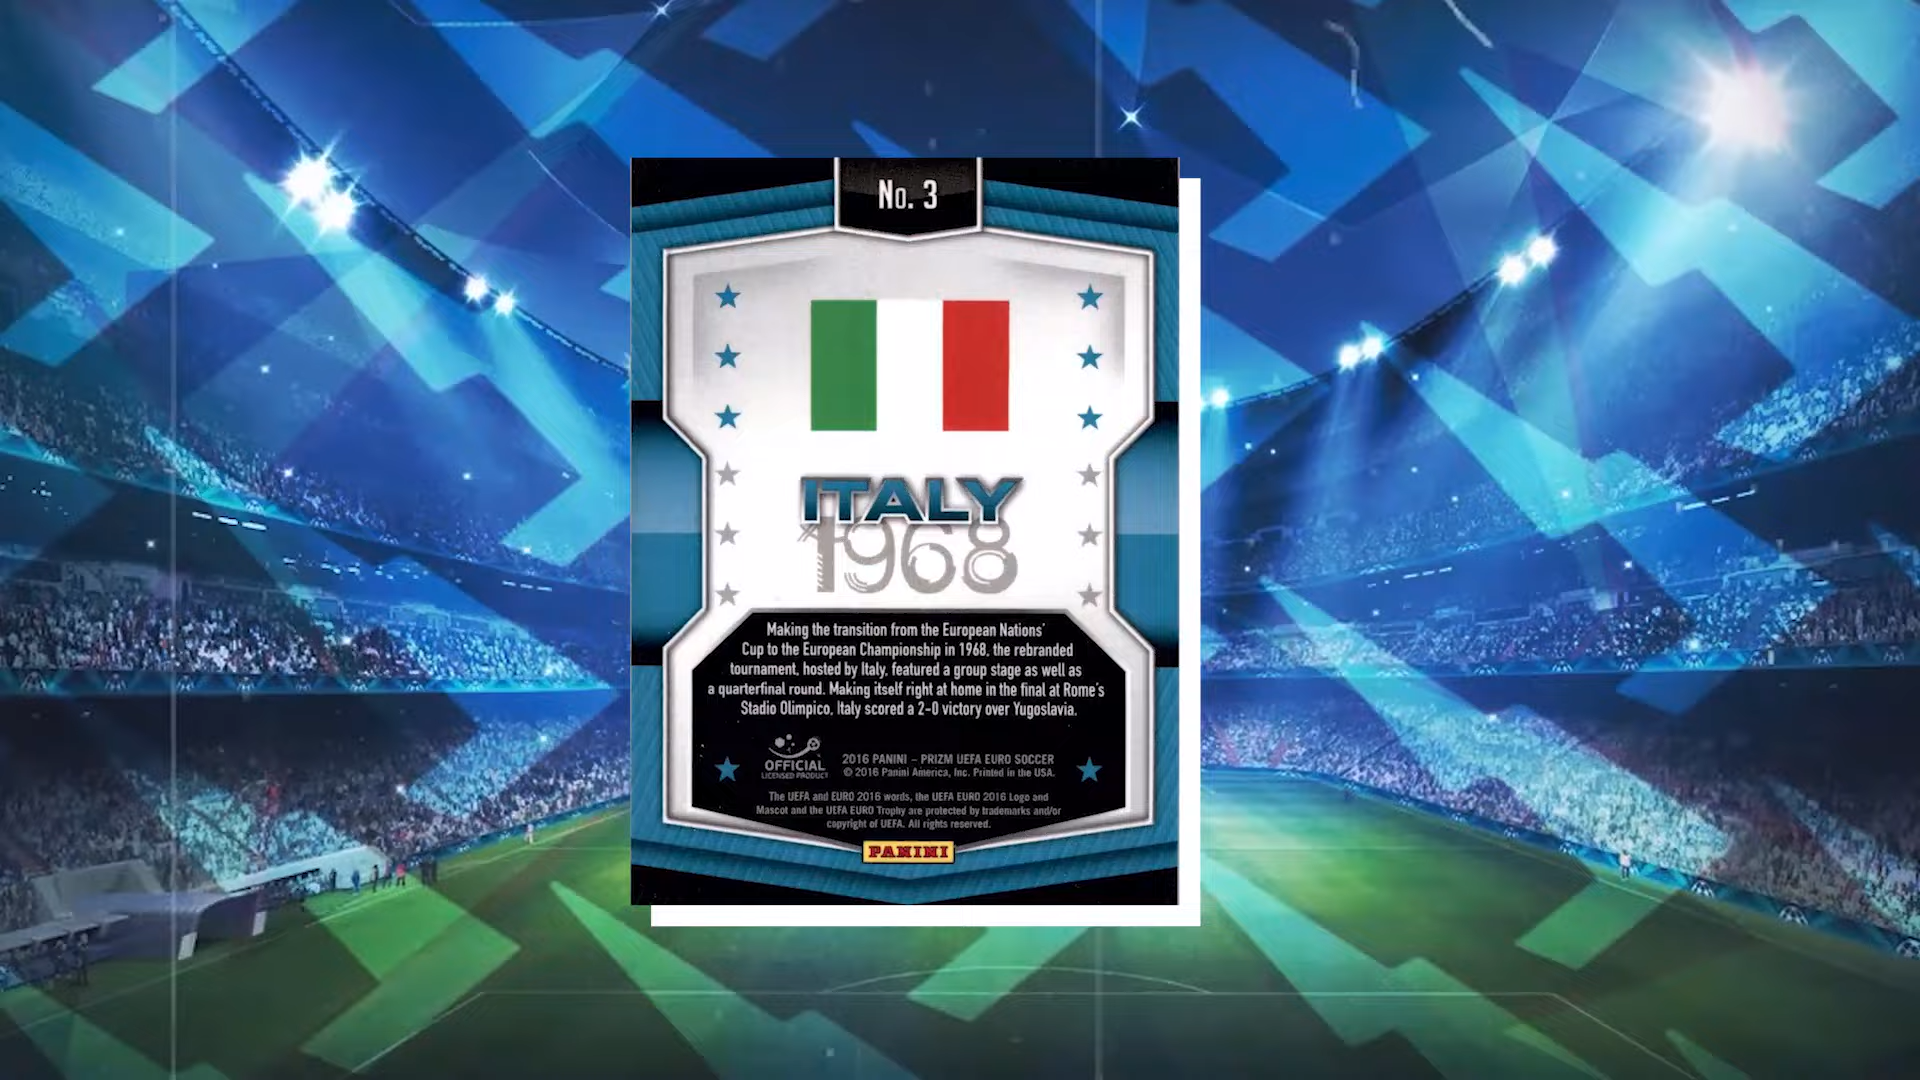 No. 3
ITALY
1968
Making the transition from the European Nations'
Cup to the European Championship in 1968, the rebranded
tournament, hosted by Italy, featured a group stage as well as
a quarterfinal round. Making itself right at home in the final at Rome's
Stadio Olimpico, Italy scored a 2-0 victory over Yugoslavia.
OFFICIAL
LICENSED PRODUCT
2016 PANINI – PRIZM UEFA EURO SOCCER
© 2016 Panini America, Inc. Printed in the USA.
The UEFA and EURO 2016 words, the UEFA EURO 2016 Logo and
Mascot and the UEFA EURO Trophy are protected by trademarks and/or
copyright of UEFA. All rights reserved.
PANINI